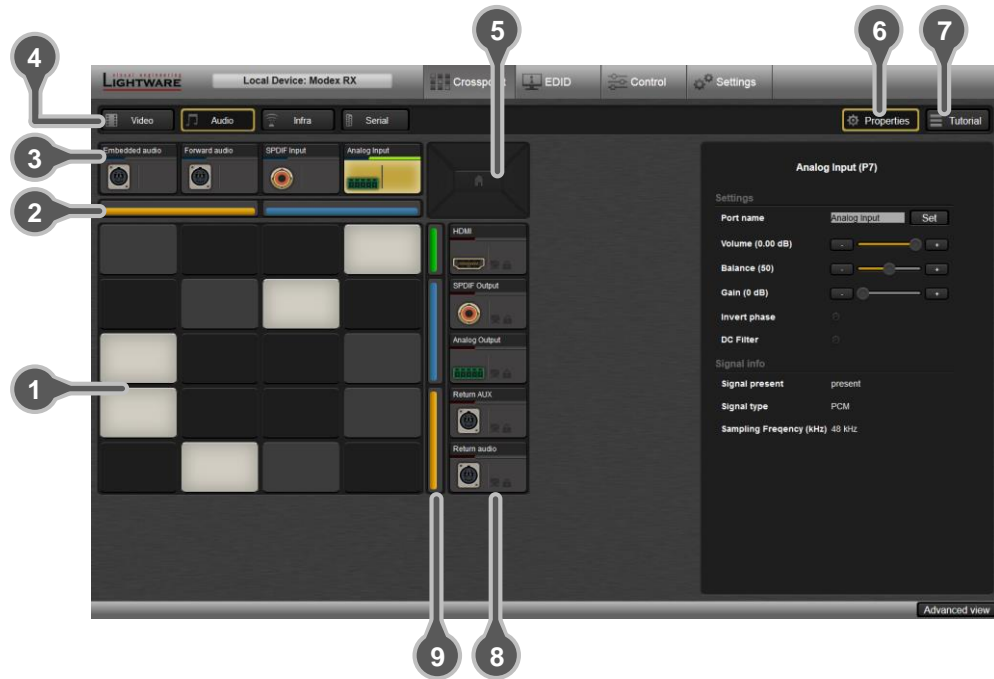 5
6
7
4
visual engineering
LIGHTWARE
Local Device: Modex RX
EDID
Control
Settings
Video
Audio
Infra
Serial
Properties
Tutorial
3
Embedded audio
Forward audio
SPDIF Input
Analog Input
2
Analog Input (P7)
Settings
Port name
Analog Input
Set
HDMI
Volume (0.00 dB)
-
+
Balance (50)
-
+
SPDIF Output
Gain (0 dB)
-
+
Invert phase
Analog Output
DC Filter
Signal info
1
Signal present
present
Return AUX
Signal type
PCM
Sampling Freqency (kHz)
48 kHz
Return audio
Advanced view
9
8